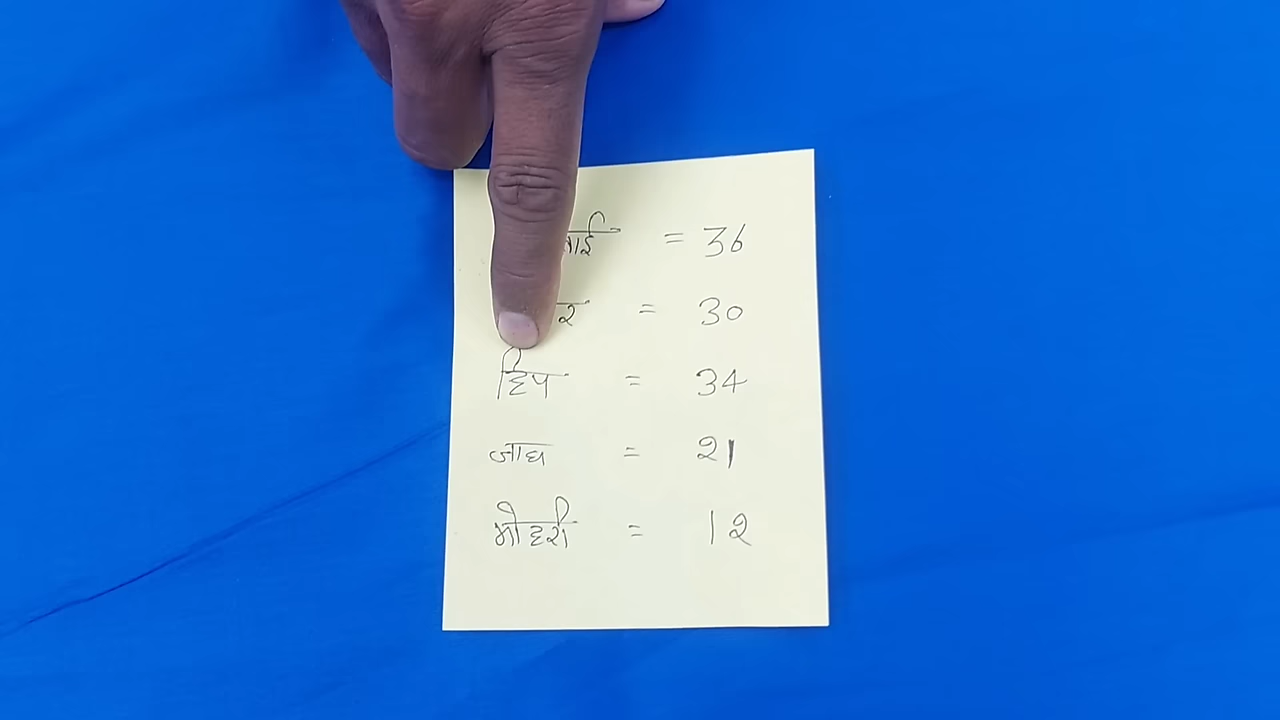 = 36
= 30
हिप = 34
जाघ = 21
मोहरी = 12